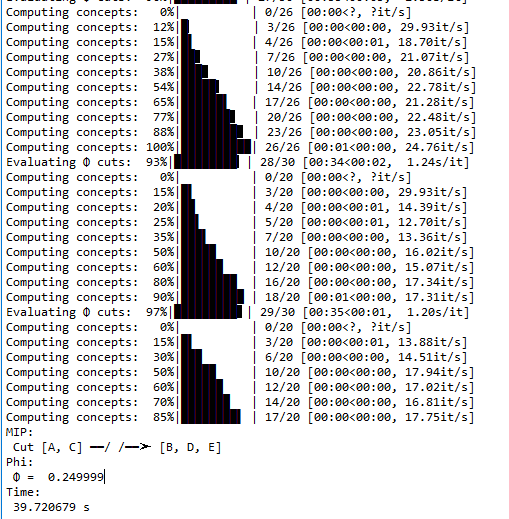 Computing concepts: 0%| | 0/26 [00:00<?, ?it/s]
Computing concepts: 12%| | 3/26 [00:00<00:00, 29.93it/s]
Computing concepts: 15%| | 4/26 [00:00<00:01, 18.70it/s]
Computing concepts: 27%| | 7/26 [00:00<00:00, 21.07it/s]
Computing concepts: 38%| | 10/26 [00:00<00:00, 20.86it/s]
Computing concepts: 54%| | 14/26 [00:00<00:00, 22.78it/s]
Computing concepts: 65%| | 17/26 [00:00<00:00, 21.28it/s]
Computing concepts: 77%| | 20/26 [00:00<00:00, 22.48it/s]
Computing concepts: 88%| | 23/26 [00:00<00:00, 23.05it/s]
Computing concepts: 100%| | 26/26 [00:01<00:00, 24.76it/s]
Evaluating Φ cuts: 93%| | 28/30 [00:34<00:02, 1.24s/it]
Computing concepts: 0%| | 0/20 [00:00<?, ?it/s]
Computing concepts: 15%| | 3/20 [00:00<00:00, 29.93it/s]
Computing concepts: 20%| | 4/20 [00:00<00:01, 14.39it/s]
Computing concepts: 25%| | 5/20 [00:00<00:01, 12.70it/s]
Computing concepts: 35%| | 7/20 [00:00<00:00, 13.36it/s]
Computing concepts: 50%| | 10/20 [00:00<00:00, 16.02it/s]
Computing concepts: 60%| | 12/20 [00:00<00:00, 15.07it/s]
Computing concepts: 80%| | 16/20 [00:00<00:00, 17.34it/s]
Computing concepts: 90%| | 18/20 [00:01<00:00, 17.31it/s]
Evaluating Φ cuts: 97%| | 29/30 [00:35<00:01, 1.20s/it]
Computing concepts: 0%| | 0/20 [00:00<?, ?it/s]
Computing concepts: 15%| | 3/20 [00:00<00:01, 13.88it/s]
Computing concepts: 30%| | 6/20 [00:00<00:00, 14.51it/s]
Computing concepts: 50%| | 10/20 [00:00<00:00, 17.94it/s]
Computing concepts: 60%| | 12/20 [00:00<00:00, 17.02it/s]
Computing concepts: 70%| | 14/20 [00:00<00:00, 16.81it/s]
Computing concepts: 85%| | 17/20 [00:00<00:00, 17.75it/s]
MIP:
Cut [A, C] ━━/ /━━➤ [B, D, E]
Phi:
Φ = 0.249999
Time:
39.720679 s